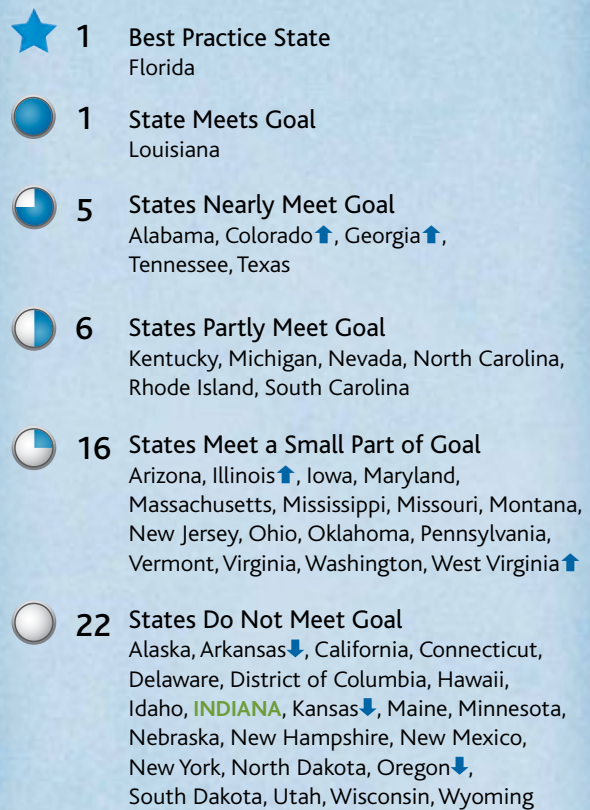 1 Best Practice State
Florida
1 State Meets Goal
Louisiana
5 States Nearly Meet Goal
Alabama, Colorado⬆, Georgia⬆,
Tennessee, Texas
6 States Partly Meet Goal
Kentucky, Michigan, Nevada, North Carolina,
Rhode Island, South Carolina
16 States Meet a Small Part of Goal
Arizona, Illinois⬆, Iowa, Maryland,
Massachusetts, Mississippi, Missouri, Montana,
New Jersey, Ohio, Oklahoma, Pennsylvania,
Vermont, Virginia, Washington, West Virginia⬆
22 States Do Not Meet Goal
Alaska, Arkansas⬇, California, Connecticut,
Delaware, District of Columbia, Hawaii,
Idaho, INDIANA, Kansas⬇, Maine, Minnesota,
Nebraska, New Hampshire, New Mexico,
New York, North Dakota, Oregon⬇,
South Dakota, Utah, Wisconsin, Wyoming